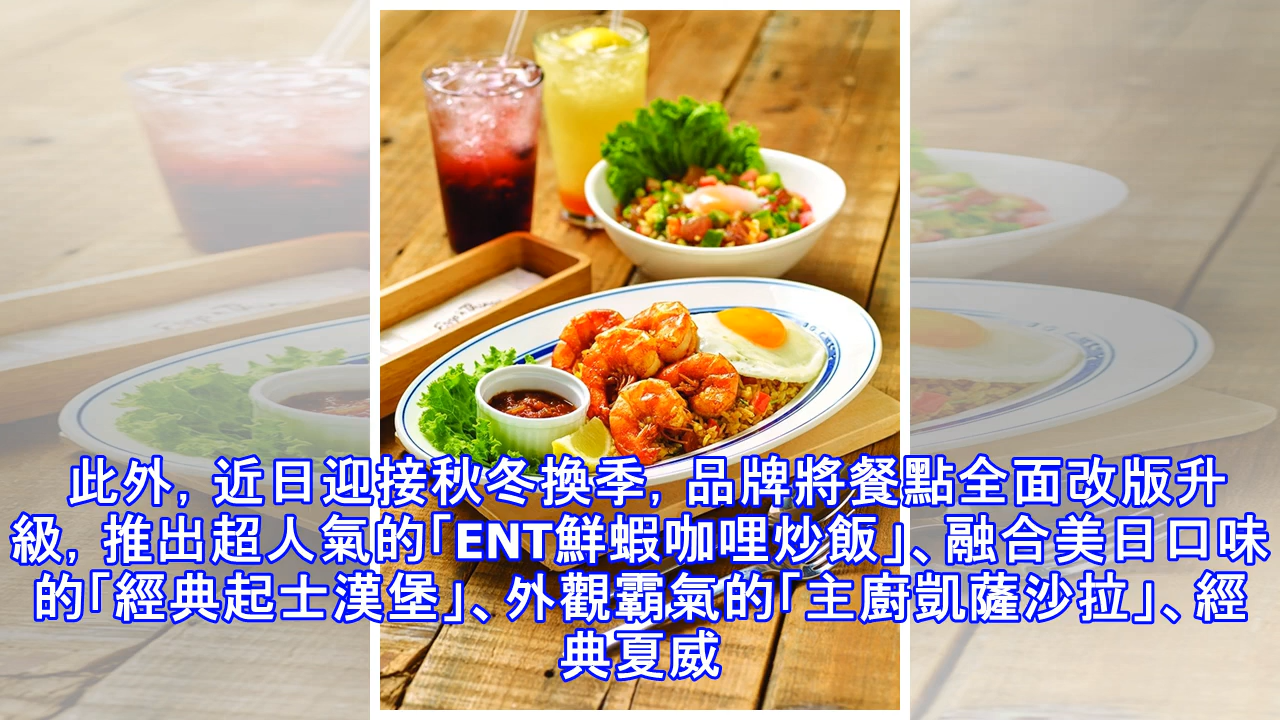 此外, 近日迎接秋冬換季, 品牌將餐點全面改版升
級, 推出超人氣的「ENT鮮蝦咖哩炒飯」、融合美日口味
的「經典起士漢堡」、外觀霸氣的「主廚凱薩沙拉」、經
典夏威